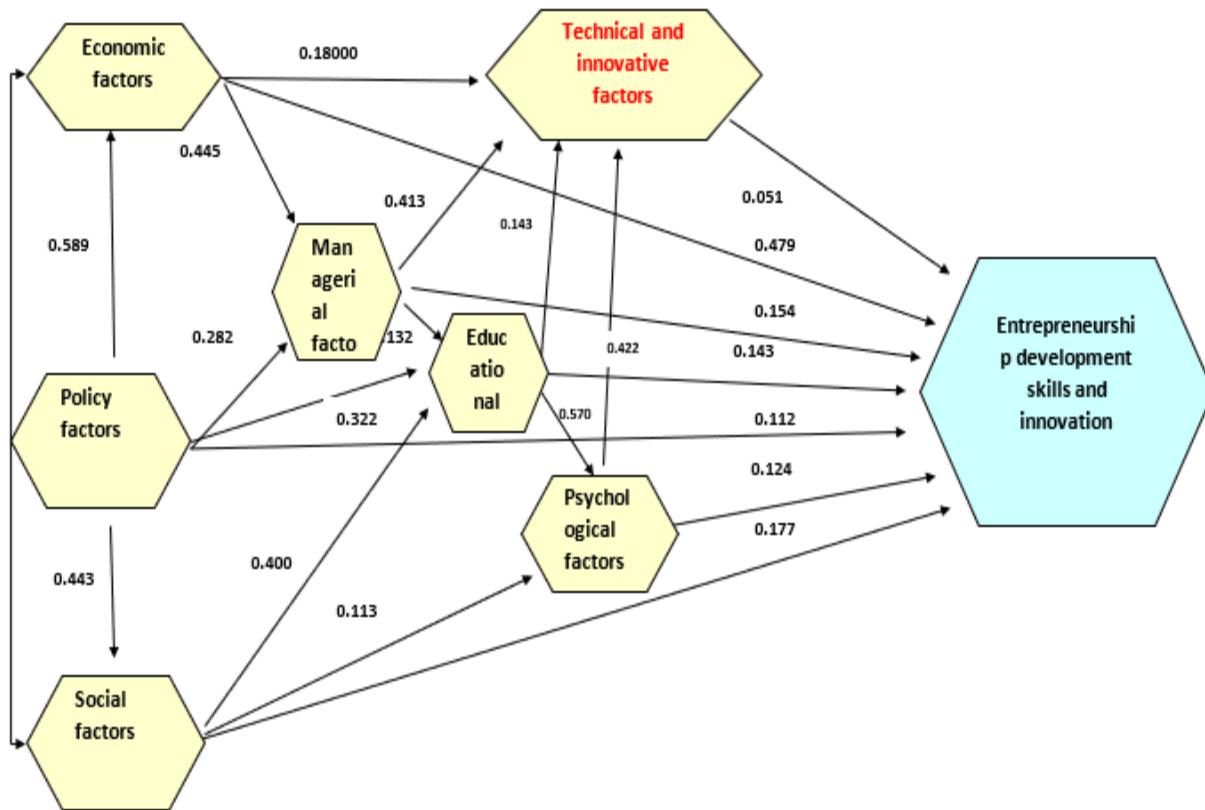 Economic
factors
0.18000
Technical and
innovative
factors
0.445
0.413
0.143
0.051
0.589
0.479
Man
ageri
al
facto
0.282
.132
0.154
Educ
atio
nal
0.422
0.143
Entrepreneurshi
p development
skills and
innovation
Policy
factors
0.322
0.570
0.112
0.124
Psychol
ogical
factors
0.177
0.443
0.400
0.113
Social
factors